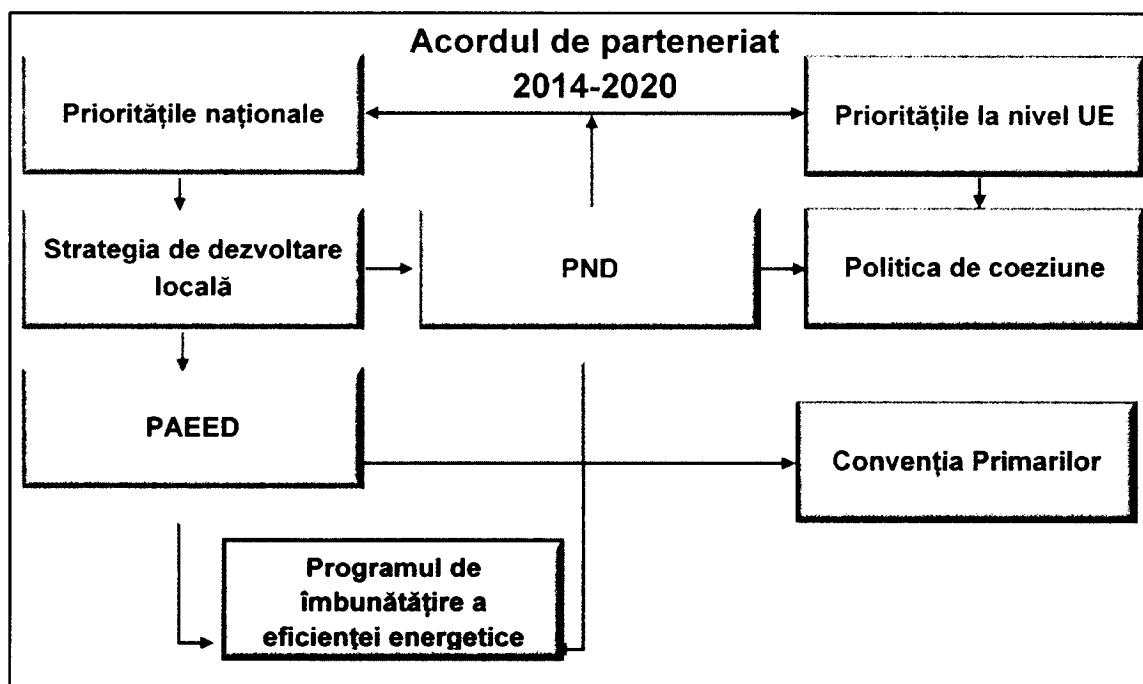 Acordul de parteneriat
2014-2020
Prioritățile naționale
Prioritățile la nivel UE
Strategia de dezvoltare
locală
PND
Politica de coeziune
PAEED
Convenția Primarilor
Programul de
îmbunătățire a
eficienței energetice